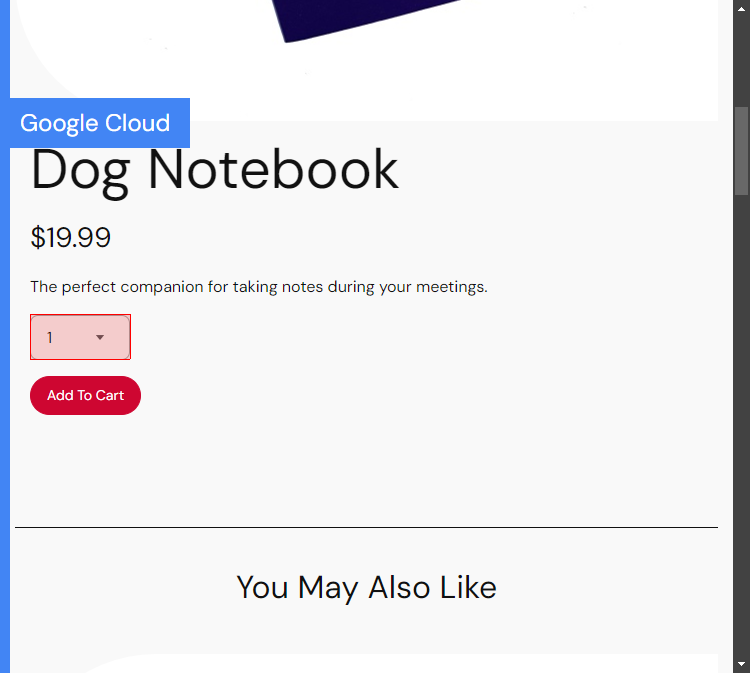 Google Cloud
Dog Notebook
$19.99
The perfect companion for taking notes during your meetings.
1
Add To Cart
You May Also Like